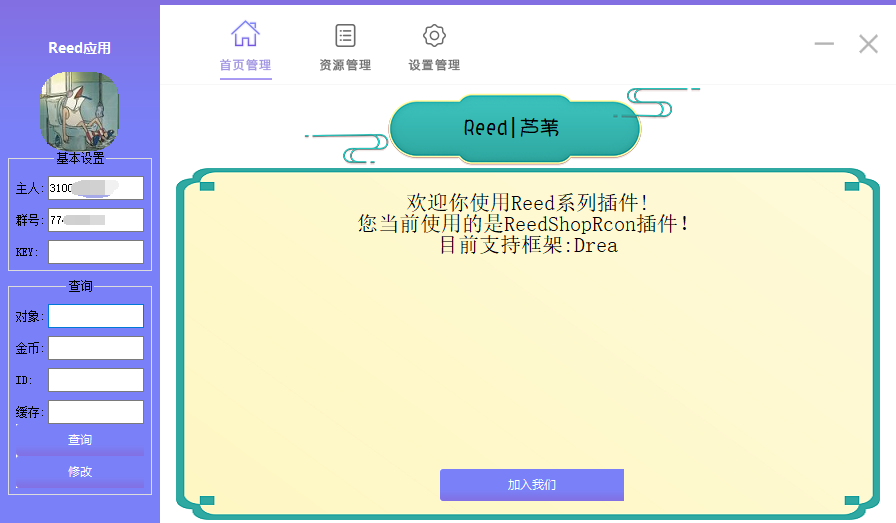 Reed应用
首页管理
资源管理
设置管理
Reed|芦苇
基本设置
主人:
3100
群号:
774
KEY:
查询
对象:
金币:
ID:
缓存:
查询
修改
欢迎你使用Reed系列插件!
您当前使用的是ReedShopRcon插件!
目前支持框架:Drea
加入我们